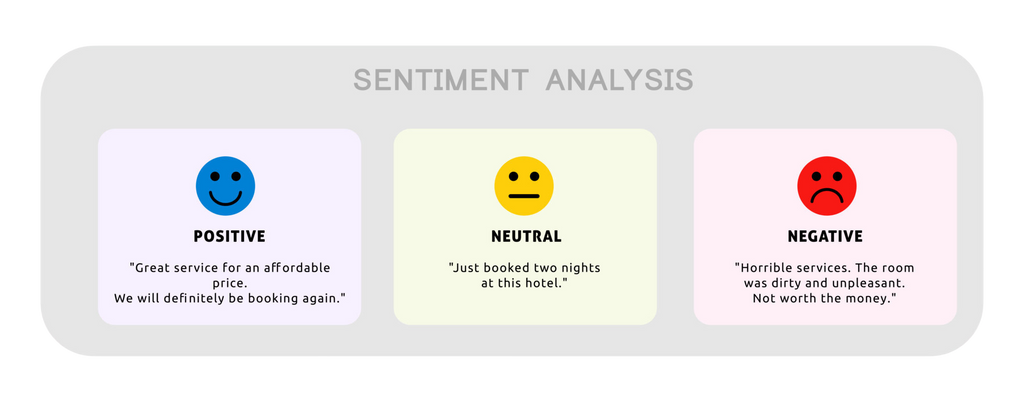 SENTIMENT ANALYSIS
POSITIVE
"Great service for an affordable
price.
We will definitely be booking again."
NEUTRAL
"Just booked two nights
at this hotel."
NEGATIVE
"Horrible services. The room
was dirty and unpleasant.
Not worth the money."